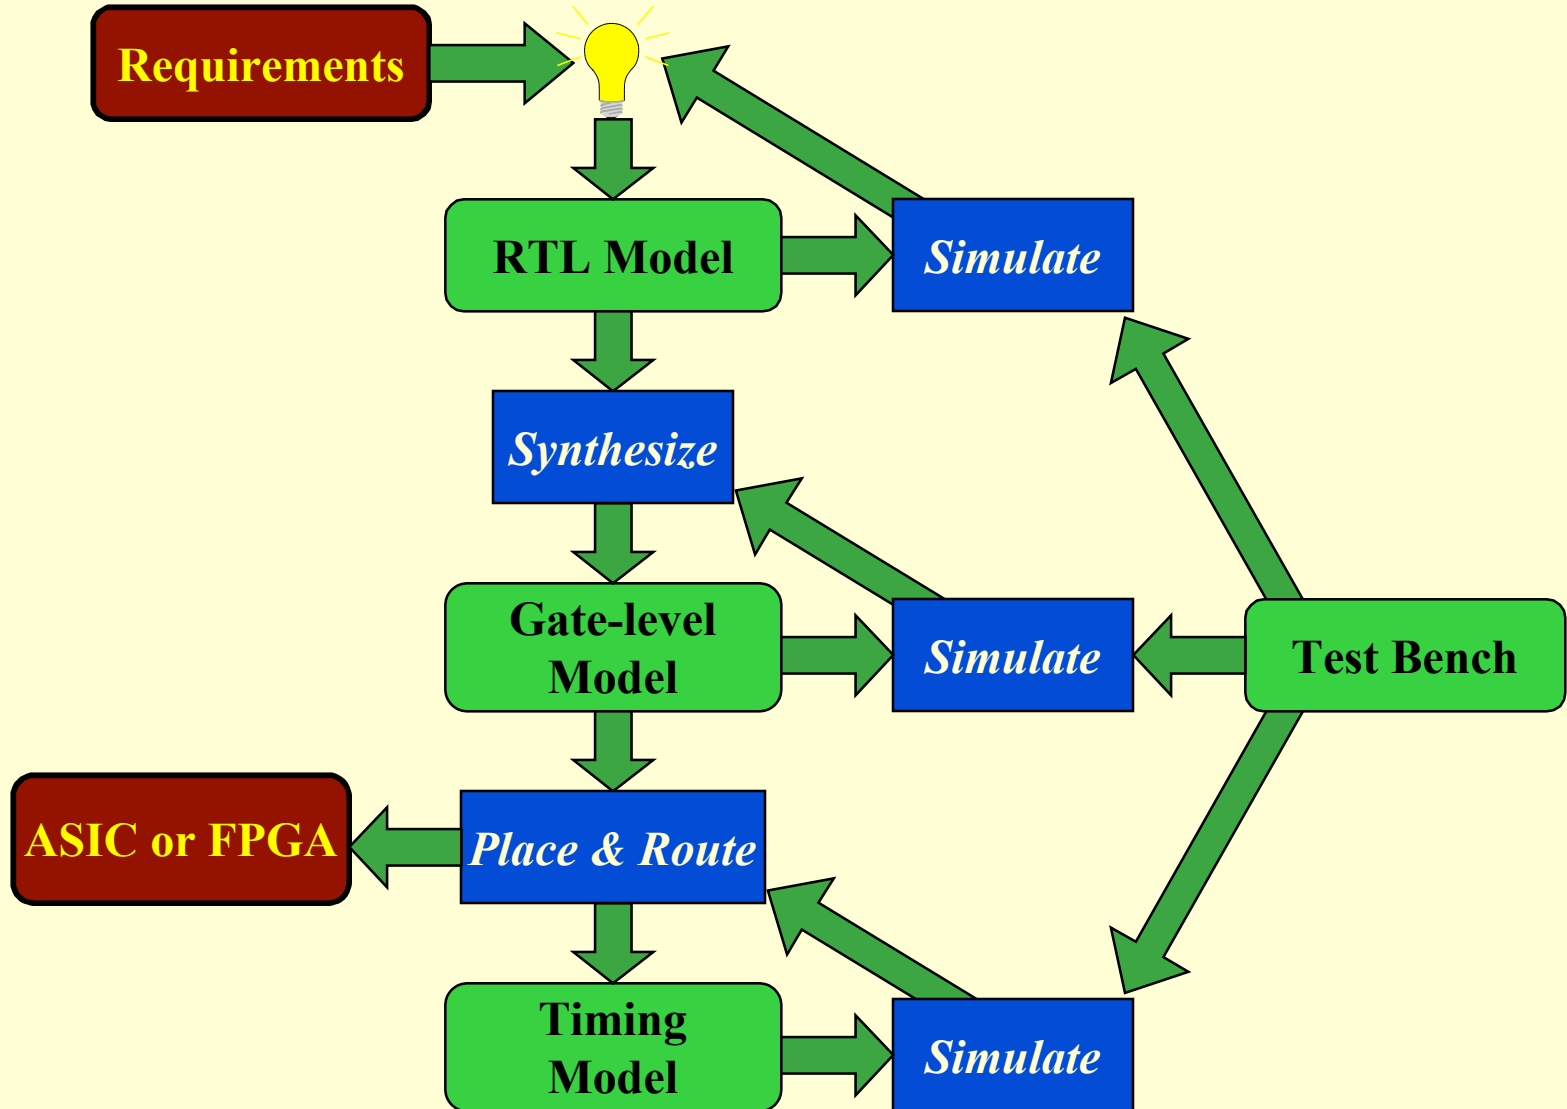 Requirements
RTL Model
Simulate
Synthesize
Gate-level
Model
Simulate
Test Bench
ASIC or FPGA
Place & Route
Timing
Model
Simulate